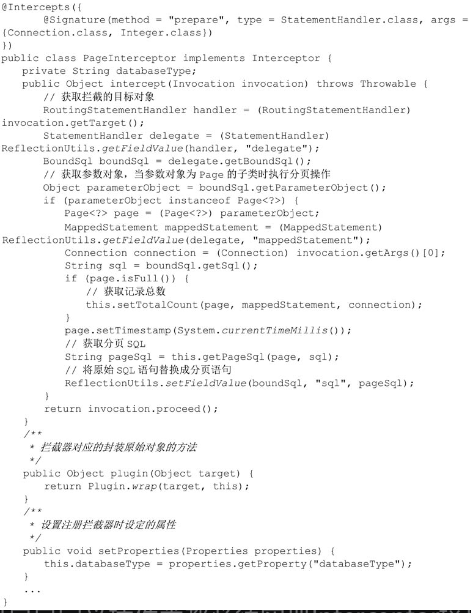 @Intercepts({
@Signature(method = "prepare", type = StatementHandler.class, args =
{Connection.class, Integer.class})
})
public class PageInterceptor implements Interceptor {
private String databaseType;
public Object intercept(Invocation invocation) throws Throwable {
// 获取拦截的目标对象
RoutingStatementHandler handler = (RoutingStatementHandler)
invocation.getTarget();
StatementHandler delegate = (StatementHandler)
ReflectionUtils.getFieldValue(handler, "delegate");
BoundSql boundSql = delegate.getBoundSql();
// 获取参数对象，当参数对象为 Page 的子类时执行分页操作
Object parameterObject = boundSql.getParameterObject();
if (parameterObject instanceof Page<?>) {
Page<?> page = (Page<?>) parameterObject;
MappedStatement mappedStatement = (MappedStatement)
ReflectionUtils.getFieldValue(delegate, "mappedStatement");
Connection connection = (Connection) invocation.getArgs()[0];
String sql = boundSql.getSql();
if (page.isFull()) {
// 获取记录总数
this.setTotalCount(page, mappedStatement, connection);
}
page.setTimestamp(System.currentTimeMillis());
// 获取分页 SQL
String pageSql = this.getPageSql(page, sql);
// 将原始 SQL 语句替换成分页语句
ReflectionUtils.setFieldValue(boundSql, "sql", pageSql);
}
return invocation.proceed();
}
/**
* 拦截器对应的封装原始对象的方法
*/
public Object plugin(Object target) {
return Plugin.wrap(target, this);
}
/**
* 设置注册拦截器时设定的属性
*/
public void setProperties(Properties properties) {
this.databaseType = properties.getProperty("databaseType");
}
...
}